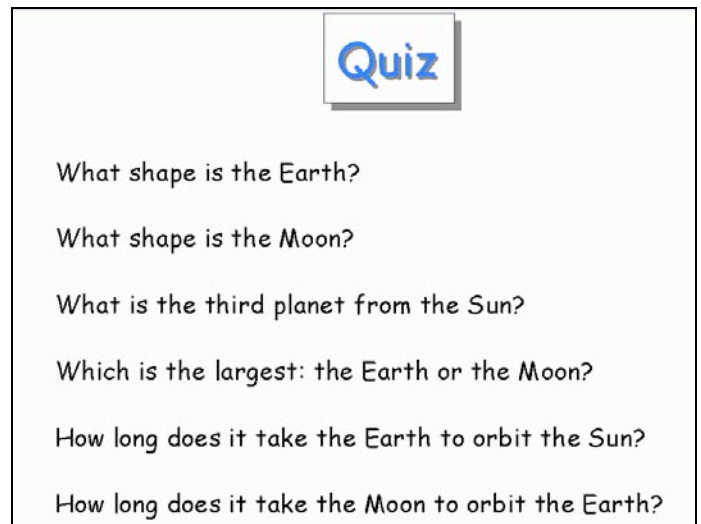 Quiz
What shape is the Earth?
What shape is the Moon?
What is the third planet from the Sun?
Which is the largest: the Earth or the Moon?
How long does it take the Earth to orbit the Sun?
How long does it take the Moon to orbit the Earth?